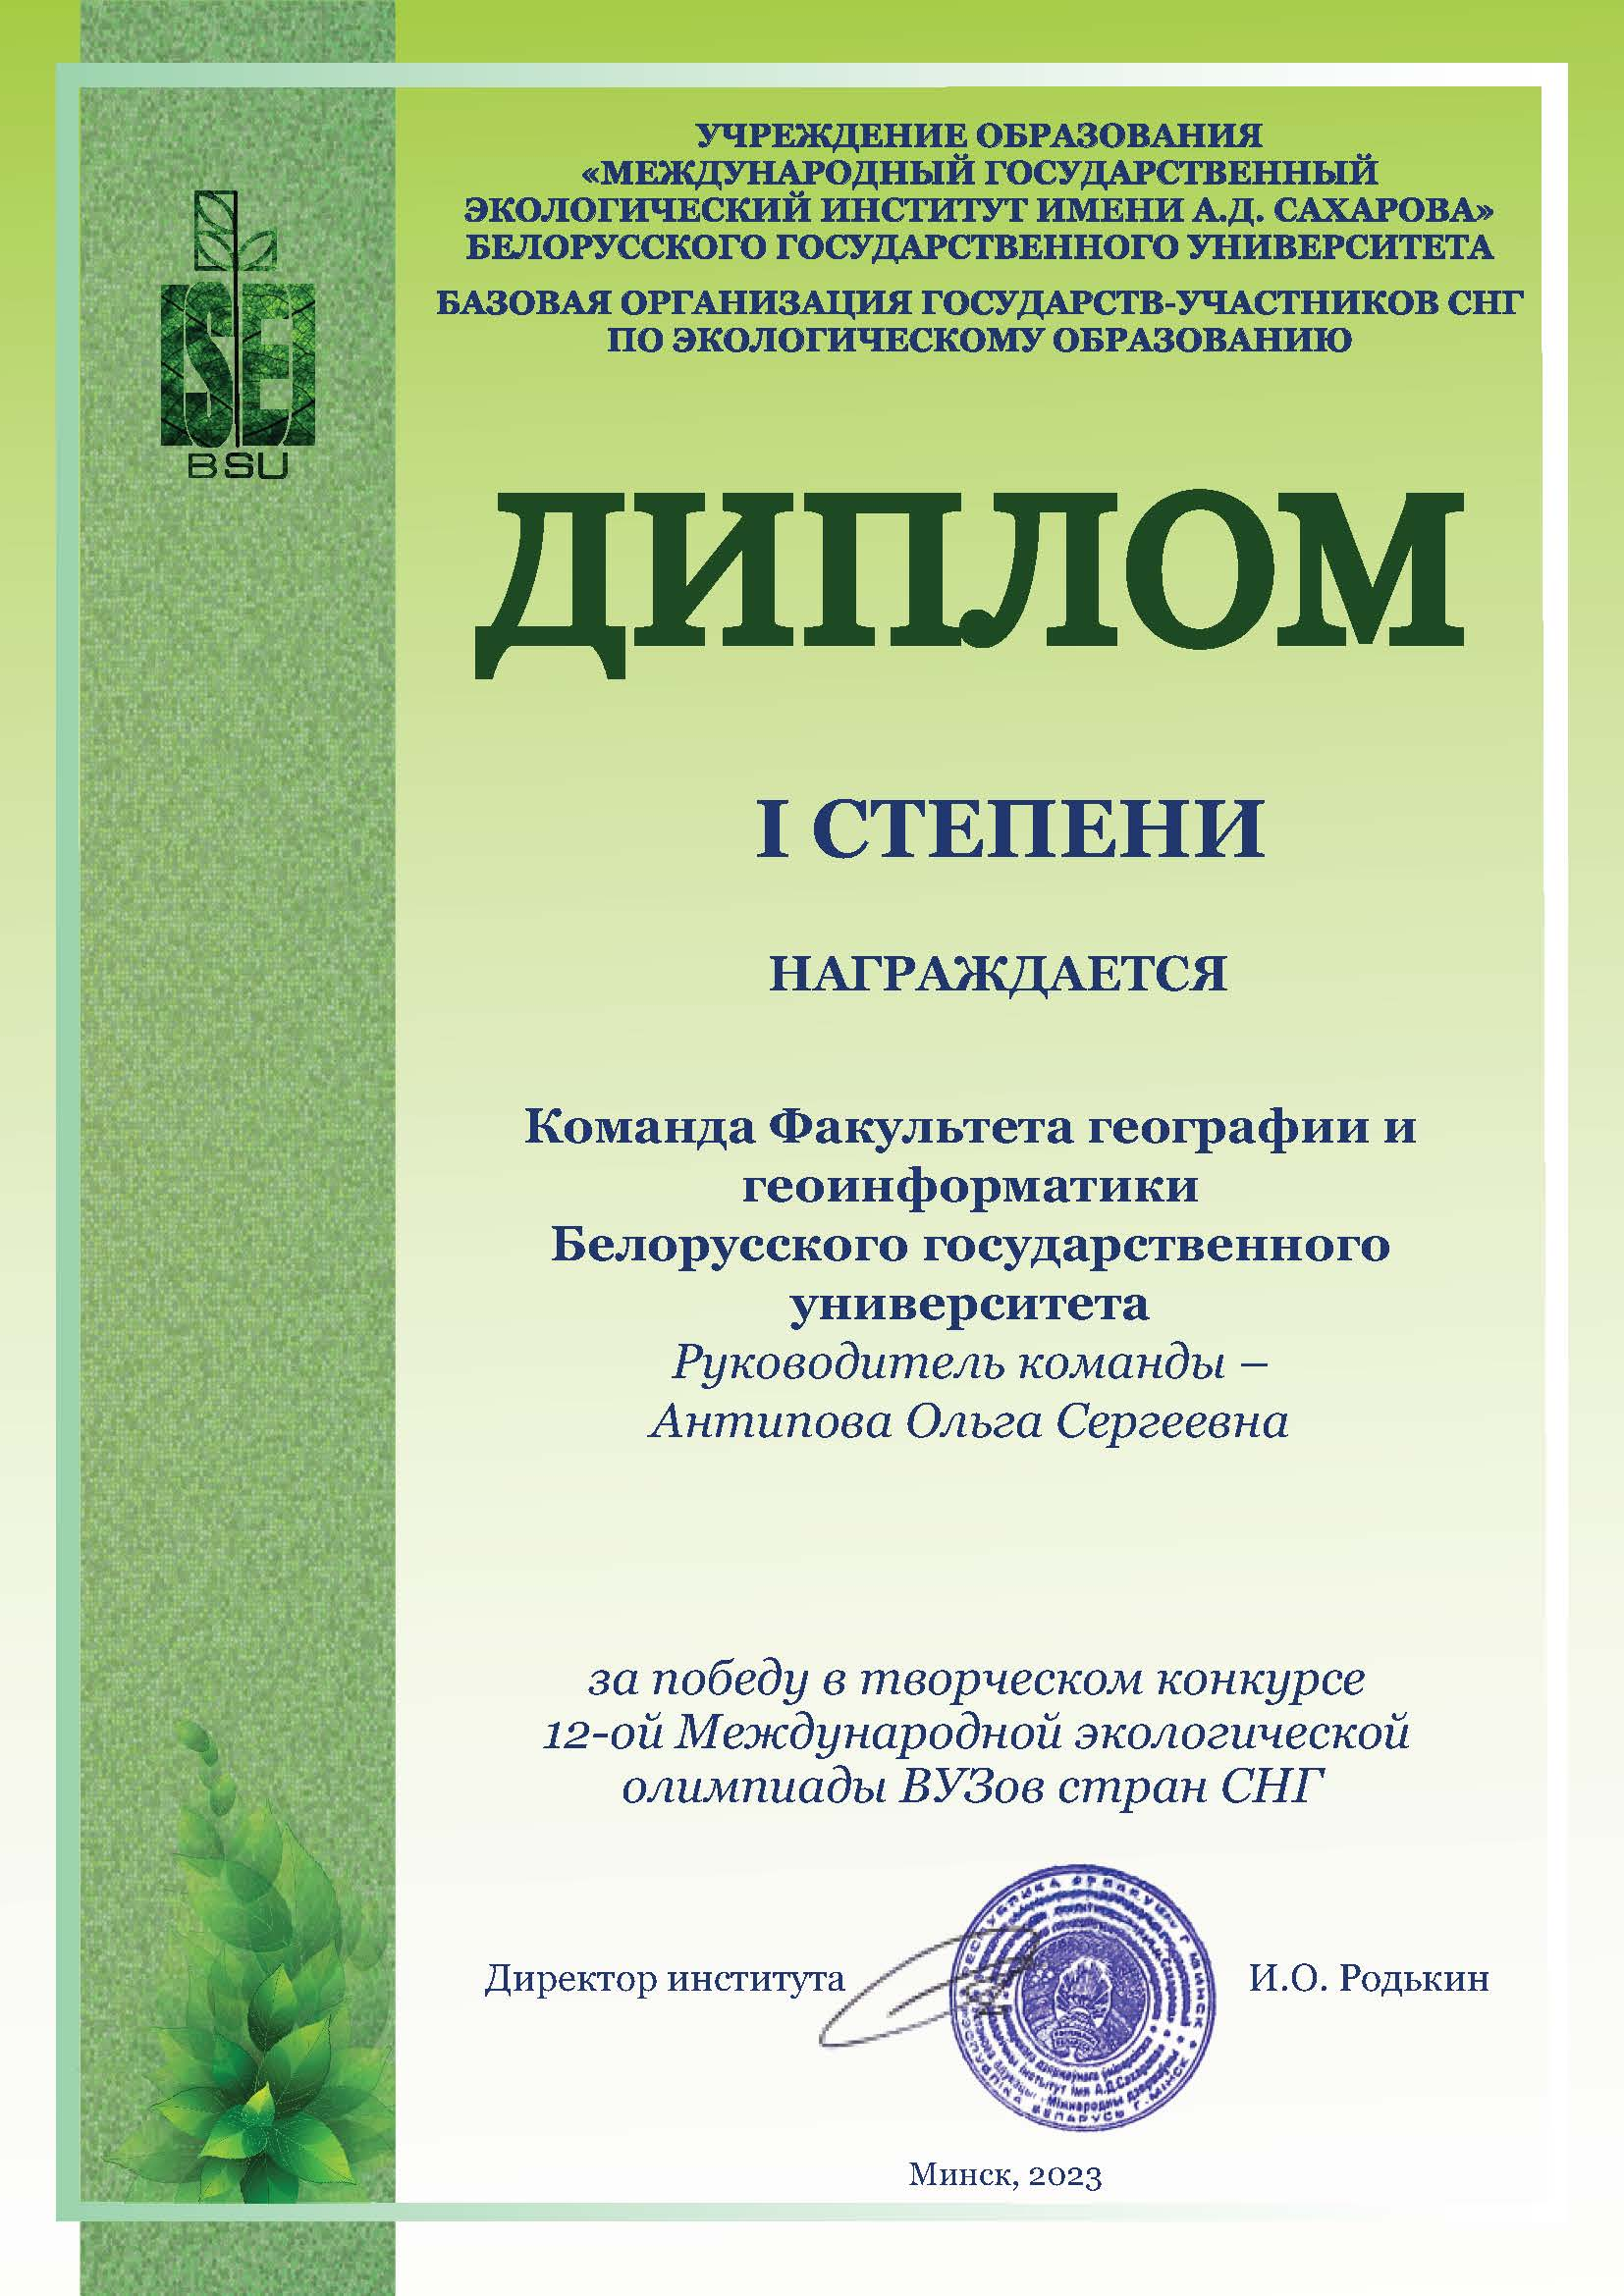 УЧРЕЖДЕНИЕ ОБРАЗОВАНИЯ
«МЕЖДУНАРОДНЫЙ ГОСУДАРСТВЕННЫЙ
ЭКОЛОГИЧЕСКИЙ ИНСТИТУТ ИМЕНИ А.Д. САХАРОВА»
БЕЛОРУССКОГО ГОСУДАРСТВЕННОГО УНИВЕРСИТЕТА
БАЗОВАЯ ОРГАНИЗАЦИЯ ГОСУДАРСТВ-УЧАСТНИКОВ СНГ
ПО ЭКОЛОГИЧЕСКОМУ ОБРАЗОВАНИЮ
ISEI
BSU
ДИПЛОМ
I СТЕПЕНИ
НАГРАЖДАЕТСЯ
Команда Факультета географии и
геоинформатики
Белорусского государственного
университета
Руководитель команды –
Антипова Ольга Сергеевна
за победу в творческом конкурсе
12-ой Международной экологической
олимпиады ВУЗов стран СНГ
Директор института
И.О. Родькин
Минск, 2023